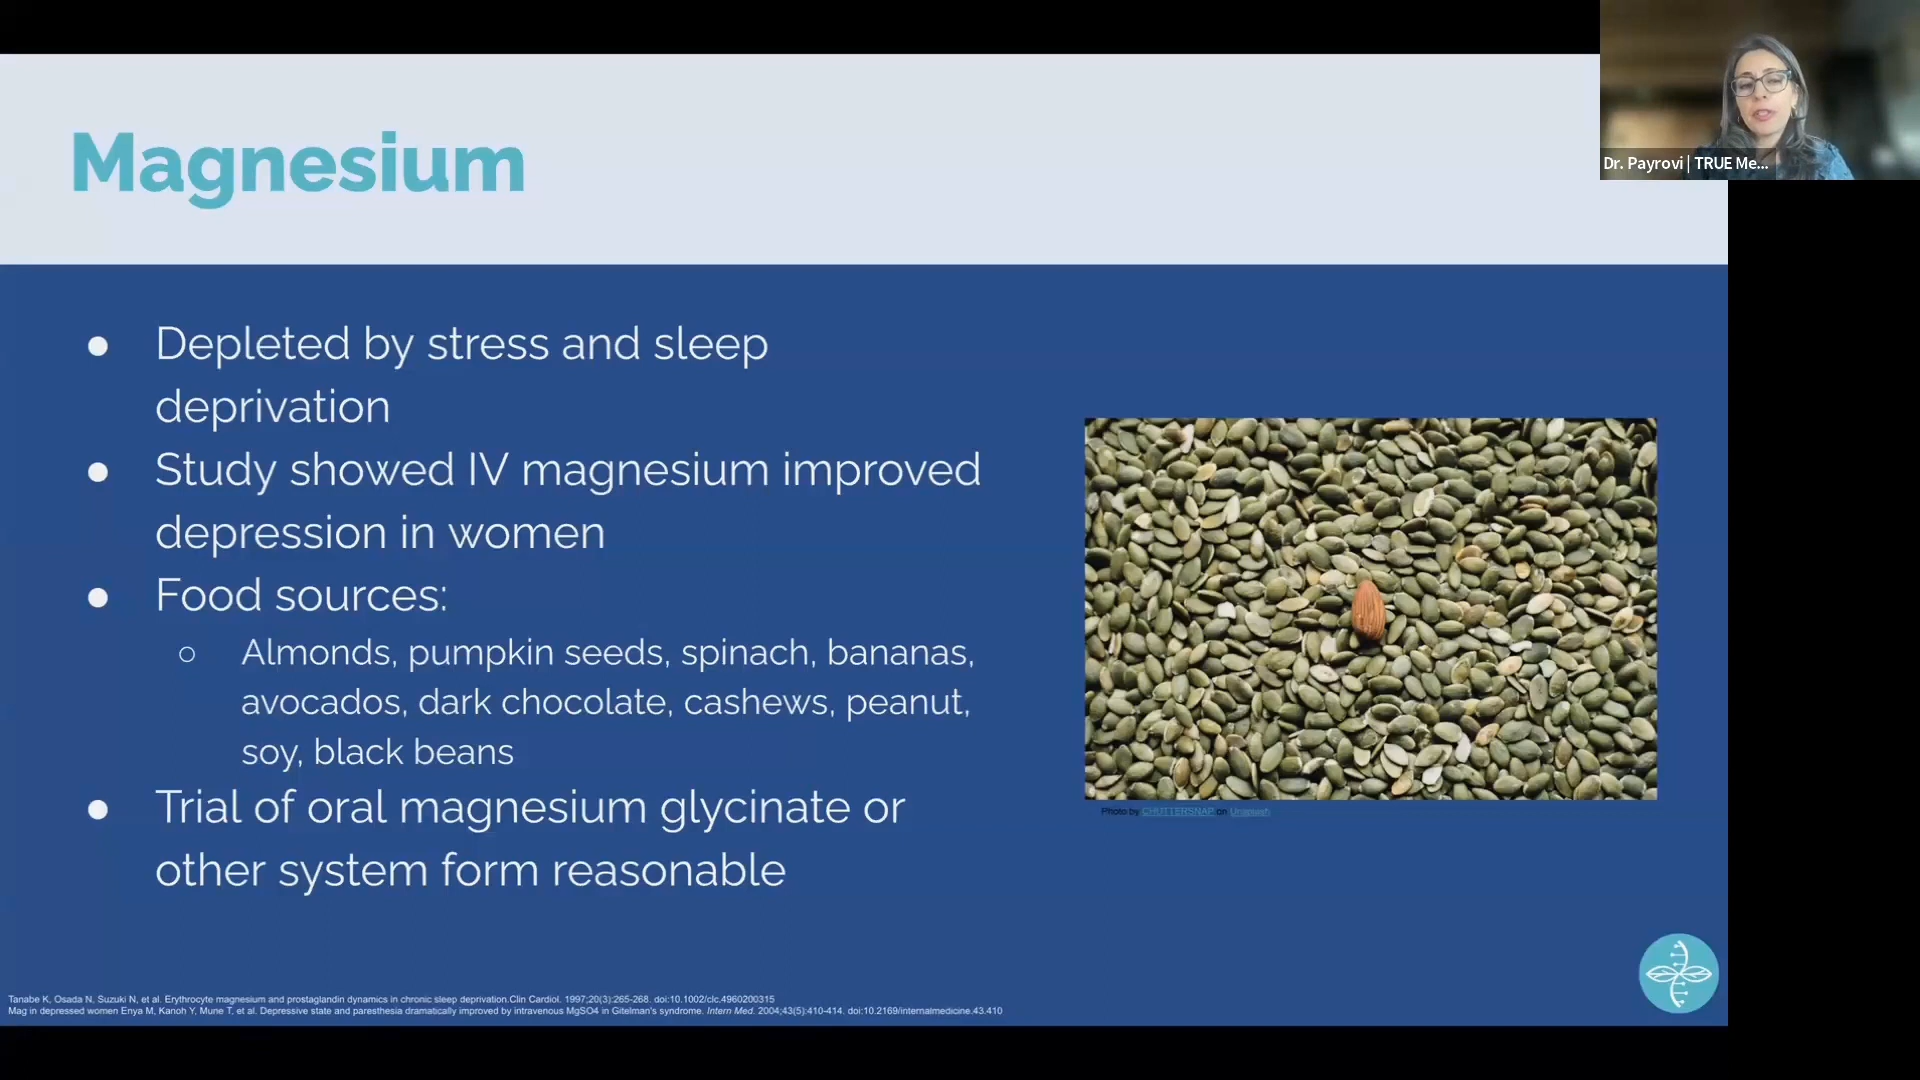 Dr. Payrovi | TRUE Me...
Magnesium
● Depleted by stress and sleep
deprivation
● Study showed IV magnesium improved
depression in women
● Food sources:
○ Almonds, pumpkin seeds, spinach, bananas,
avocados, dark chocolate, cashews, peanut,
soy, black beans
● Trial of oral magnesium glycinate or
other system form reasonable
Photo by CHUTTERSNAP on Unsplash
Tanabe K, Osada N, Suzuki N, et al. Erythrocyte magnesium and prostaglandin dynamics in chronic sleep deprivation.Clin Cardiol. 1997;20(3):265-268. doi:10.1002/clc.4960200315
Mag in depressed women Enya M, Kanoh Y, Mune T, et al. Depressive state and paresthesia dramatically improved by intravenous MgSO4 in Gitelman's syndrome. Intern Med. 2004;43(5):410-414. doi:10.2169/internalmedicine.43.410